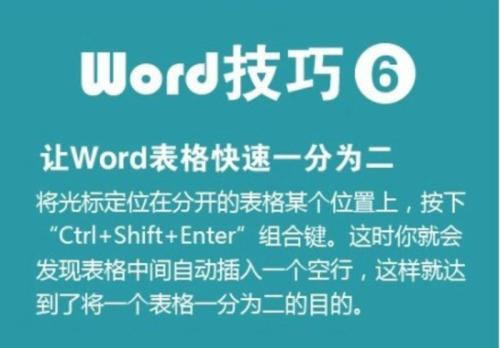 Word技巧6
让Word表格快速一分为二
将光标定位在分开的表格某个位置上，按下
“Ctrl+Shift+Enter”组合键。这时你就会
发现表格中间自动插入一个空行，这样就达
到了将一个表格一分为二的目的。